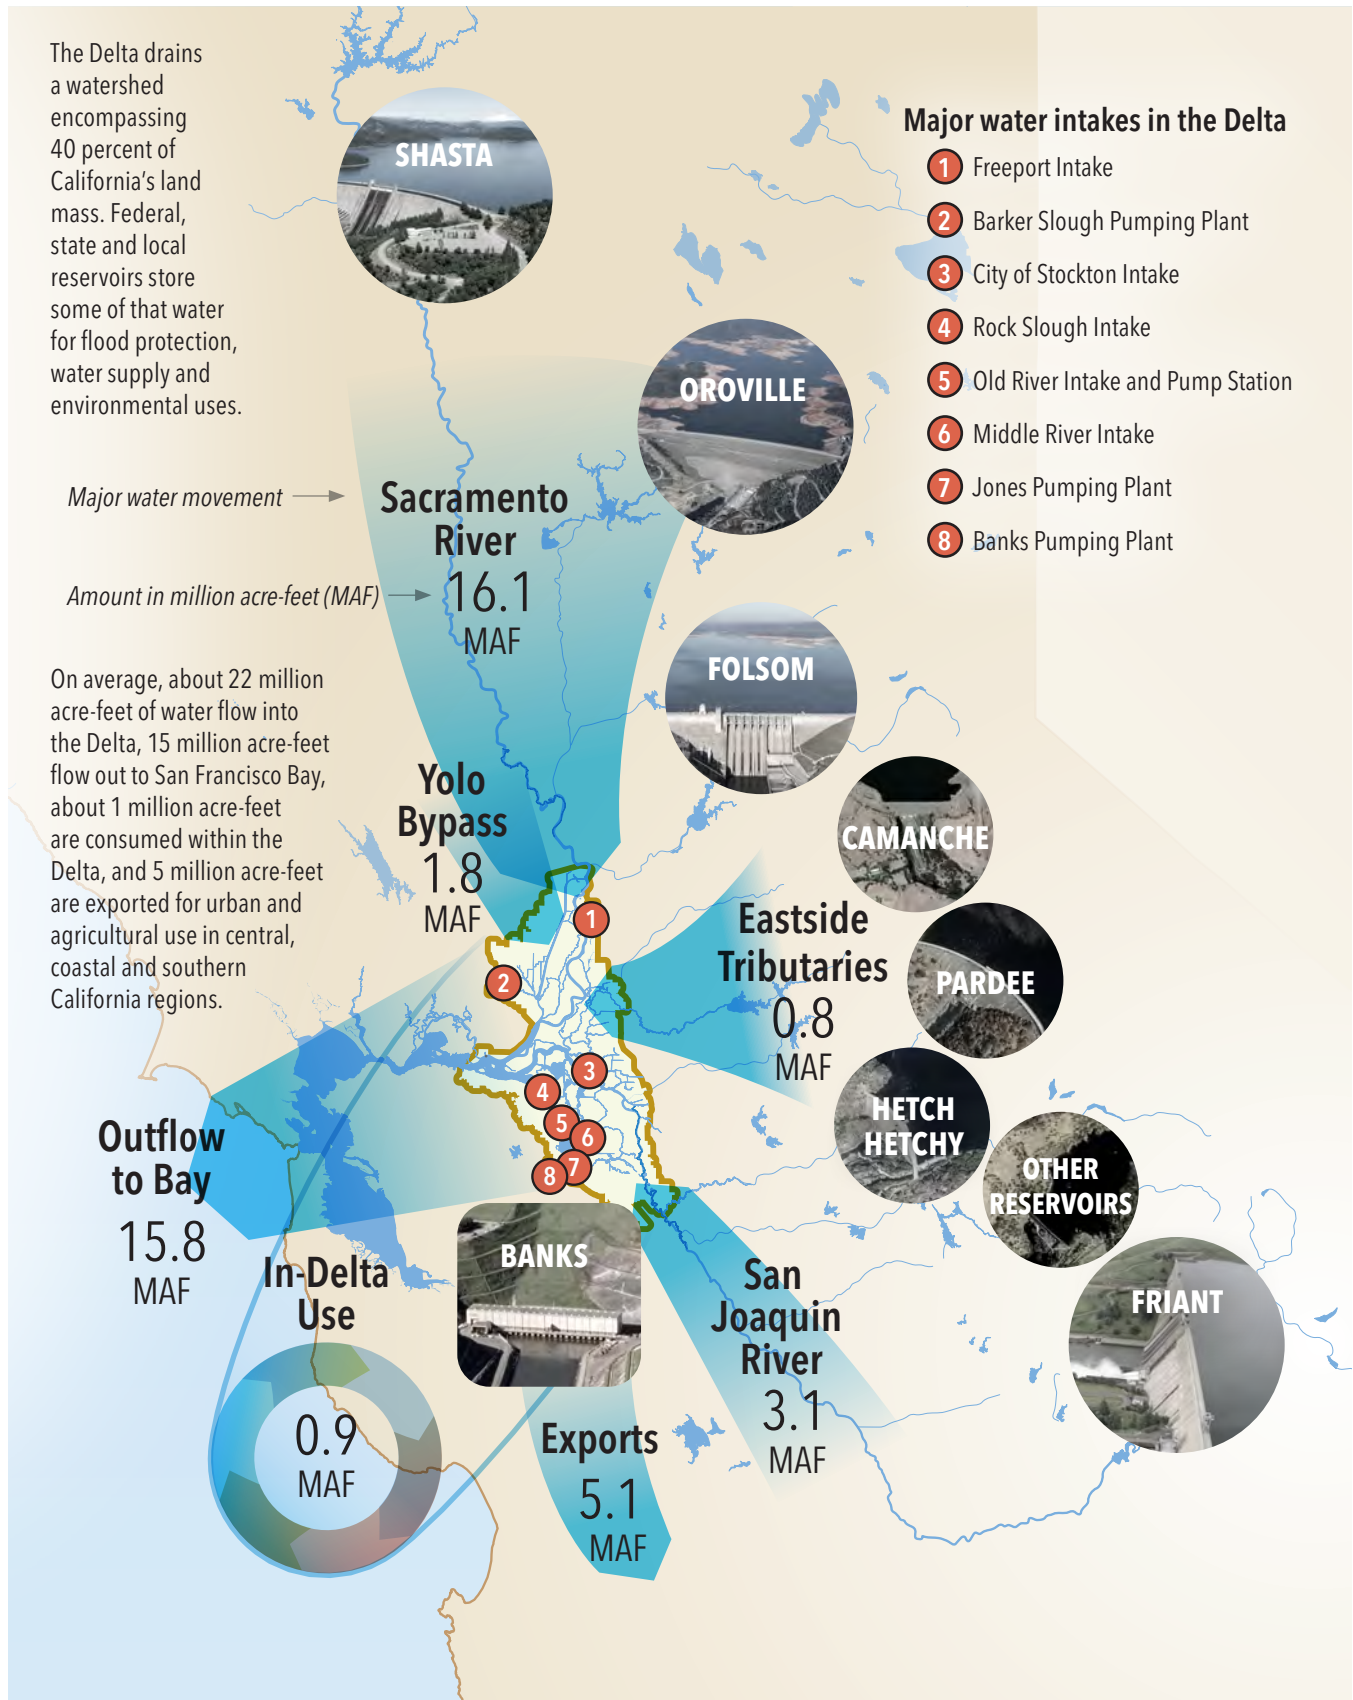 The Delta drains
a watershed
encompassing
40 percent of
California's land
mass. Federal,
state and local
reservoirs store
some of that water
for flood protection,
water supply and
environmental uses.
SHASTA
Major water intakes in the Delta
1 Freeport Intake
2 Barker Slough Pumping Plant
3 City of Stockton Intake
4 Rock Slough Intake
5 Old River Intake and Pump Station
6 Middle River Intake
7 Jones Pumping Plant
8 Banks Pumping Plant
OROVILLE
Major water movement
Sacramento
River
16.1
MAF
Amount in million acre-feet (MAF)
FOLSOM
On average, about 22 million
acre-feet of water flow into
the Delta, 15 million acre-feet
flow out to San Francisco Bay,
about 1 million acre-feet
are consumed within the
Delta, and 5 million acre-feet
are exported for urban and
agricultural use in central,
coastal and southern
California regions.
Yolo
Bypass
1.8
MAF
CAMANCHE
Eastside
Tributaries
0.8
MAF
PARDEE
1
2
3
4
5
6
7
8
HETCH
HETCHY
OTHER
RESERVOIRS
FRIANT
Outflow
to Bay
15.8
MAF
In-Delta
Use
0.9
MAF
BANKS
San
Joaquin
River
3.1
MAF
Exports
5.1
MAF